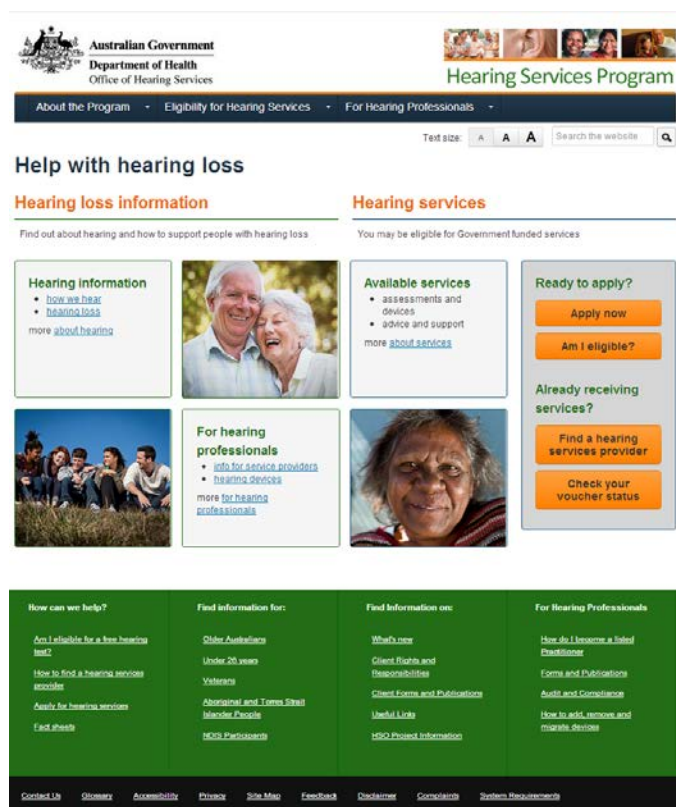 Australian Government
Department of Health
Office of Hearing Services
Hearing Services Program
About the Program Eligibility for Hearing Services For Hearing Professionals
Text size: A A A Search the website
Help with hearing loss
Hearing loss information
Find out about hearing and how to support people with hearing loss
Hearing services
You may be eligible for Government funded services
Hearing information
• how we hear
• hearing loss
more about hearing
Available services
• assessments and
devices
• advice and support
more about services
Ready to apply?
Apply now
Am I eligible?
Already receiving
services?
Find a hearing
services provider
Check your
voucher status
For hearing
professionals
• info for service providers
• hearing devices
more for hearing
professionals
How can we help?
Am I eligible for a free hearing
test?
How to find a hearing services
provider
Apply for hearing services
Fact sheets
Find information for:
Older Australians
Under 26 years
Veterans
Aboriginal and Torres Strait
Islander People
NDIS Participants
Find Information on:
What's new
Client Rights and
Responsibilities
Client Forms and Publications
Useful Links
HSO Project Information
For Hearing Professionals
How do I become a listed
Practitioner
Forms and Publications
Audit and Compliance
How to add, remove and
migrate devices
Contact Us Glossary Accessibility Privacy Site Map Feedback Disclaimer Complaints System Requirements